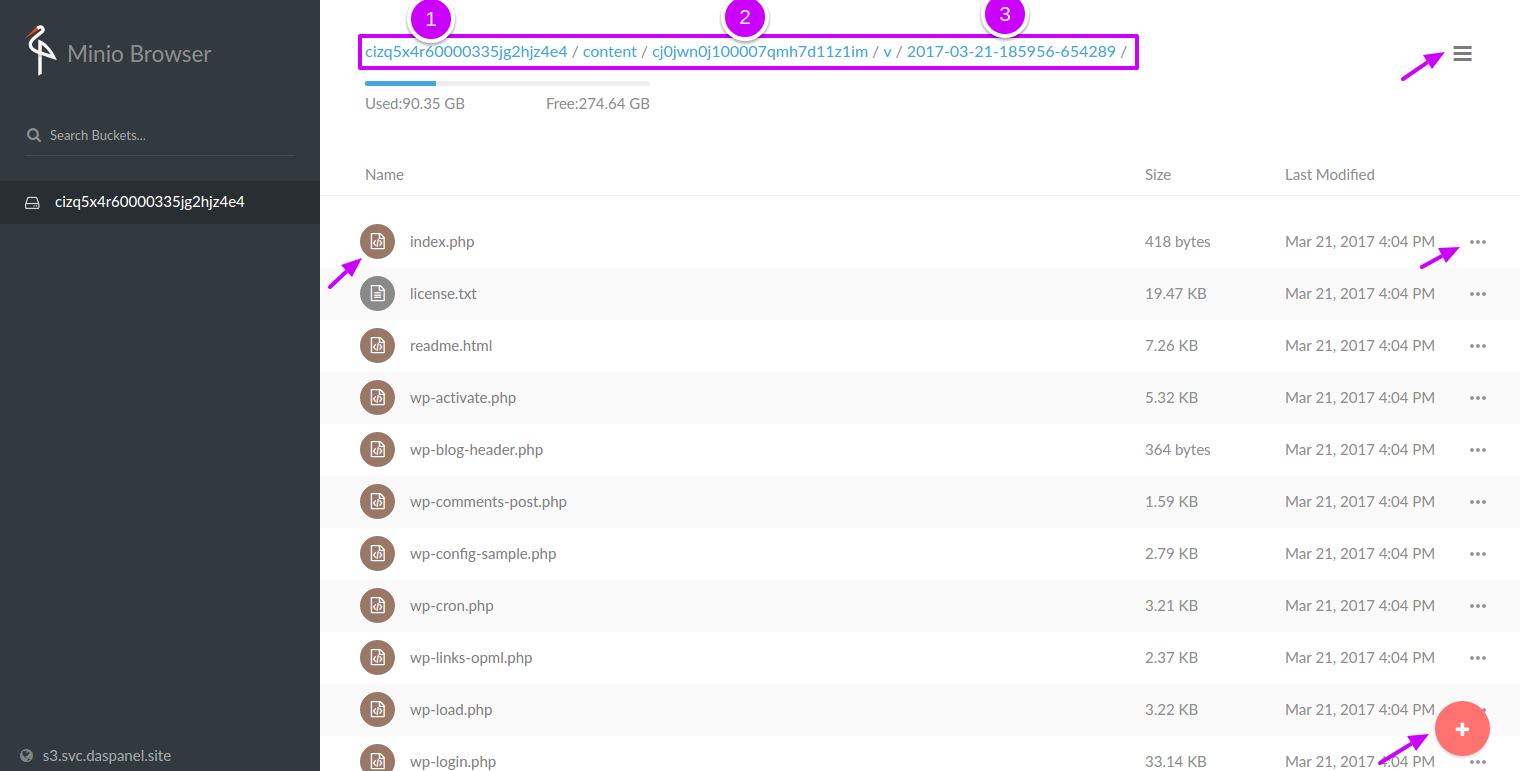 1 2 3
Minio Browser
cizq5x4r60000335jg2hjz4e4 / content / cj0jwn0j100007qmh7d11z1im / v / 2017-03-21-185956-654289 /
Used:90.35 GB Free:274.64 GB
Search Buckets...
cizq5x4r60000335jg2hjz4e4
Name Size Last Modified
index.php 418 bytes Mar 21, 2017 4:04 PM
license.txt 19.47 KB Mar 21, 2017 4:04 PM
readme.html 7.26 KB Mar 21, 2017 4:04 PM
wp-activate.php 5.32 KB Mar 21, 2017 4:04 PM
wp-blog-header.php 364 bytes Mar 21, 2017 4:04 PM
wp-comments-post.php 1.59 KB Mar 21, 2017 4:04 PM
wp-config-sample.php 2.79 KB Mar 21, 2017 4:04 PM
wp-cron.php 3.21 KB Mar 21, 2017 4:04 PM
wp-links-opml.php 2.37 KB Mar 21, 2017 4:04 PM
wp-load.php 3.22 KB Mar 21, 2017 4:04 PM
wp-login.php 33.14 KB Mar 21, 2017 4:04 PM
s3.svc.daspanel.site